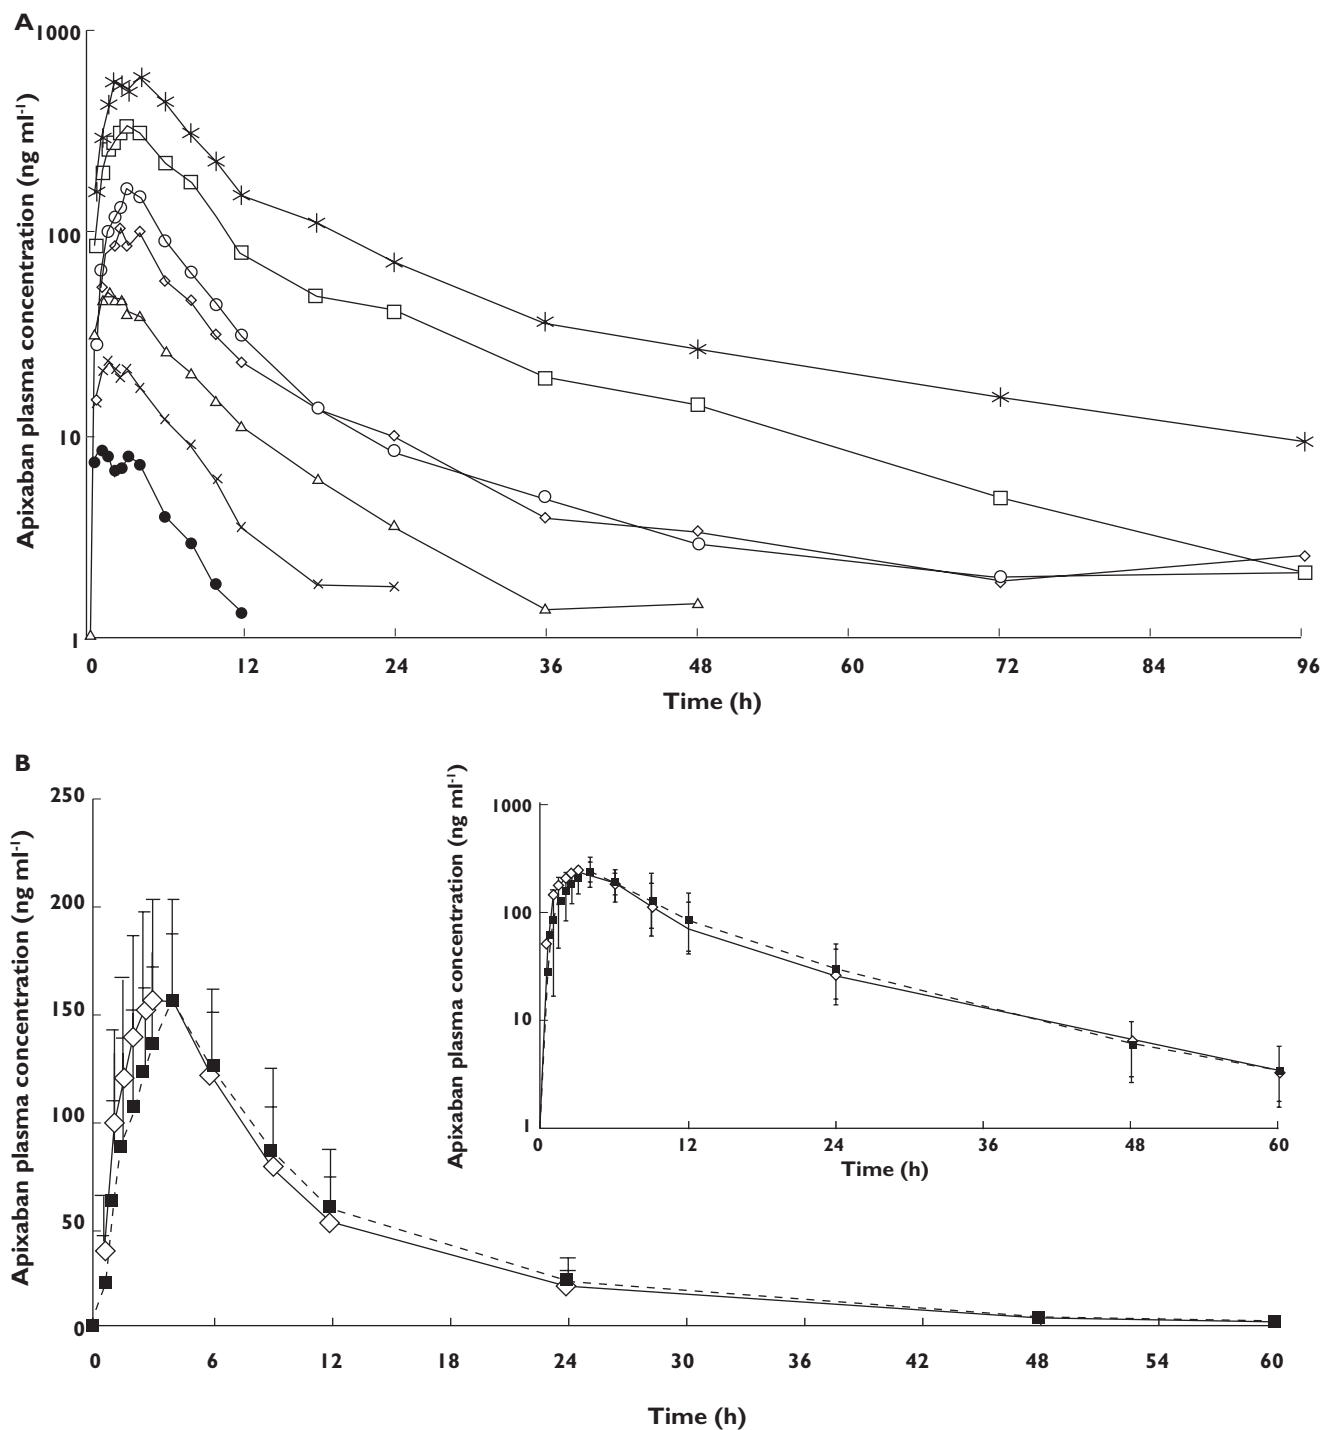 A
1000
100
10
1
Apixaban plasma concentration (ng ml-1)
0 12 24 36 48 60 72 84 96
Time (h)
B
250
200
150
100
50
0
Apixaban plasma concentration (ng ml-1)
0 6 12 18 24 30 36 42 48 54 60
Time (h)
1000
100
10
1
Apixaban plasma concentration (ng ml-1)
0 12 24 36 48 60
Time (h)